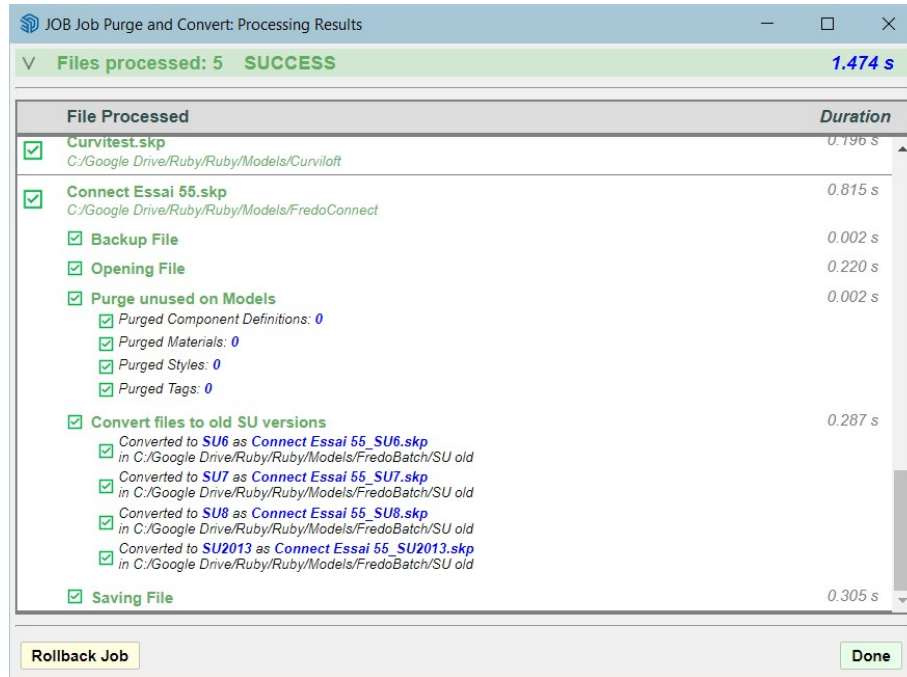 JOB Job Purge and Convert: Processing Results
Files processed: 5 SUCCESS 1.474 s
File Processed Duration
Curvitest.skp 0.196 s
C:/Google Drive/Ruby/Ruby/Models/Curviloft
Connect Essai 55.skp 0.815 s
C:/Google Drive/Ruby/Ruby/Models/FredoConnect
Backup File 0.002 s
Opening File 0.220 s
Purge unused on Models 0.002 s
Purged Component Definitions: 0
Purged Materials: 0
Purged Styles: 0
Purged Tags: 0
Convert files to old SU versions 0.287 s
Converted to SU6 as Connect Essai 55_SU6.skp
in C:/Google Drive/Ruby/Ruby/Models/FredoBatch/SU old
Converted to SU7 as Connect Essai 55_SU7.skp
in C:/Google Drive/Ruby/Ruby/Models/FredoBatch/SU old
Converted to SU8 as Connect Essai 55_SU8.skp
in C:/Google Drive/Ruby/Ruby/Models/FredoBatch/SU old
Converted to SU2013 as Connect Essai 55_SU2013.skp
in C:/Google Drive/Ruby/Ruby/Models/FredoBatch/SU old
Saving File 0.305 s
Rollback Job Done